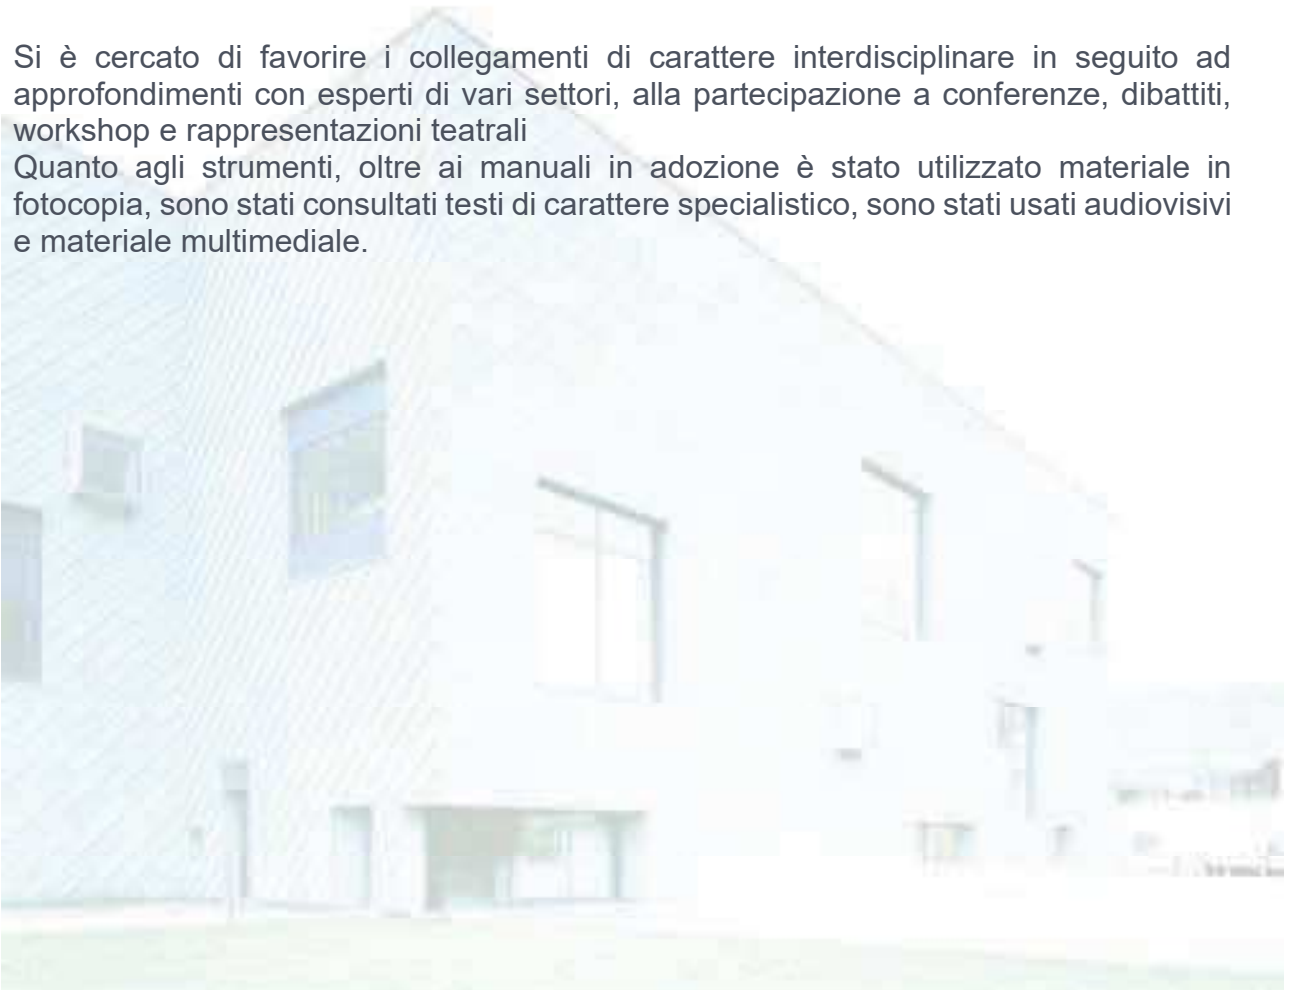 Si è cercato di favorire i collegamenti di carattere interdisciplinare in seguito ad
approfondimenti con esperti di vari settori, alla partecipazione a conferenze, dibattiti,
workshop e rappresentazioni teatrali
Quanto agli strumenti, oltre ai manuali in adozione è stato utilizzato materiale in
fotocopia, sono stati consultati testi di carattere specialistico, sono stati usati audiovisivi
e materiale multimediale.